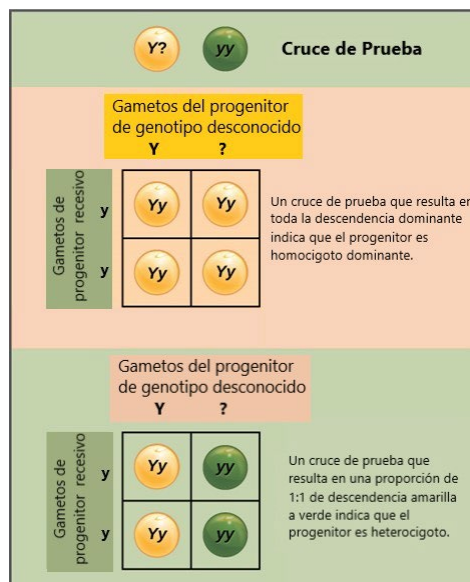 Y? yy Cruce de Prueba
Gametos del progenitor
de genotipo desconocido
Y ?
Gametos de
progenitor recesivo
y Yy Yy
y Yy Yy
Un cruce de prueba que resulta en
toda la descendencia dominante
indica que el progenitor es
homocigoto dominante.
Gametos del progenitor
de genotipo desconocido
Y ?
Gametos de
progenitor recesivo
y Yy yy
y Yy yy
Un cruce de prueba que
resulta en una proporción de
1:1 de descendencia amarilla
a verde indica que el
progenitor es heterocigoto.